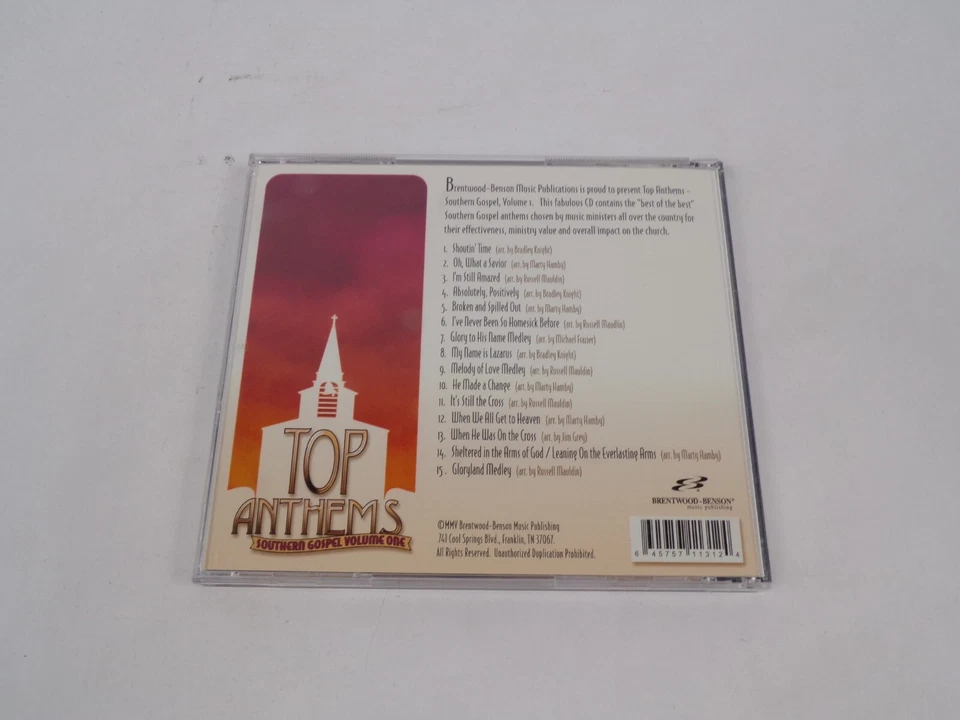 Brentwood-Benson Music Publications is proud to present Top Anthems -
Southern Gospel, Volume 1. This fabulous CD contains the "best of the best"
Southern Gospel anthems chosen by music ministers all over the country for
their effectiveness, ministry value and overall impact on the church.
1. Shoutin' Time (arr. by Bradley Knight)
2. Oh, What a Savior (arr. by Marty Hamby)
3. I'm Still Amazed (arr. by Russell Mauldin)
4. Absolutely, Positively (arr. by Bradley Knight)
5. Broken and Spilled Out (arr. by Marty Hamby)
6. I've Never Been So Homesick Before (arr. by Russell Maudlin)
7. Glory to His Name Medley (arr. by Michael Frazier)
8. My Name is Lazarus (arr. by Bradley Knight)
9. Melody of Love Medley (arr. by Russell Mauldin)
10. He Made a Change (arr. by Marty Hamby)
11. It's Still the Cross (arr. by Russell Mauldin)
12. When We All Get to Heaven (arr. by Marty Hamby)
13. When He Was On the Cross (arr. by Jim Grey)
14. Sheltered in the Arms of God / Leaning On the Everlasting Arms (arr. by Marty Hamby)
15. Gloryland Medley (arr. by Russell Mauldin)
TOP
ANTHEMS
SOUTHERN GOSPEL VOLUME ONE
BRENTWOOD-BENSON®
music publishing
©MMV Brentwood-Benson Music Publishing
741 Cool Springs Blvd., Franklin, TN 37067.
All Rights Reserved. Unauthorized Duplication Prohibited.
6 45757 11312 4